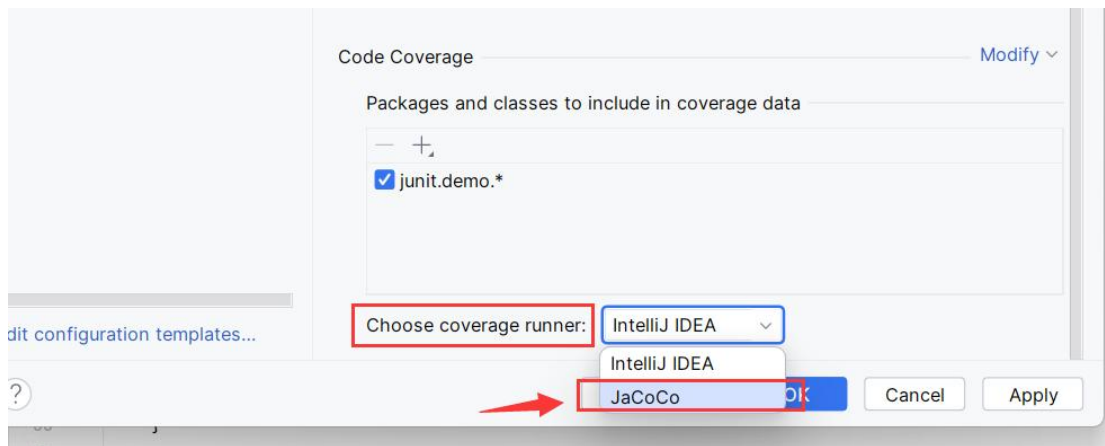 Code Coverage
Modify
Packages and classes to include in coverage data
junit.demo.*
Choose coverage runner:
IntelliJ IDEA
IntelliJ IDEA
JaCoCo
dit configuration templates...
?
OK
Cancel
Apply